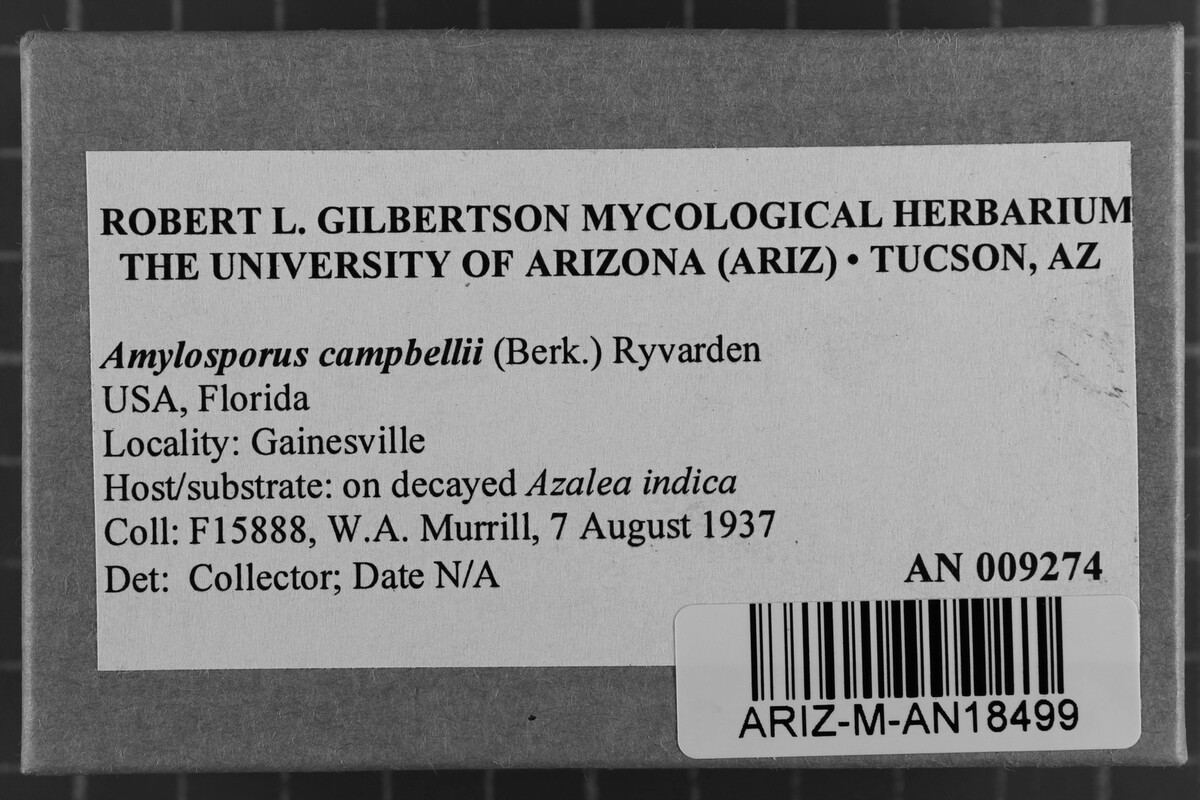 ROBERT L. GILBERTSON MYCOLOGICAL HERBARIUM
THE UNIVERSITY OF ARIZONA (ARIZ) • TUCSON, AZ
Amylosporus campbellii (Berk.) Ryvarden
USA, Florida
Locality: Gainesville
Host/substrate: on decayed Azalea indica
Coll: F15888, W.A. Murrill, 7 August 1937
Det: Collector; Date N/A
AN 009274
ARIZ-M-AN18499